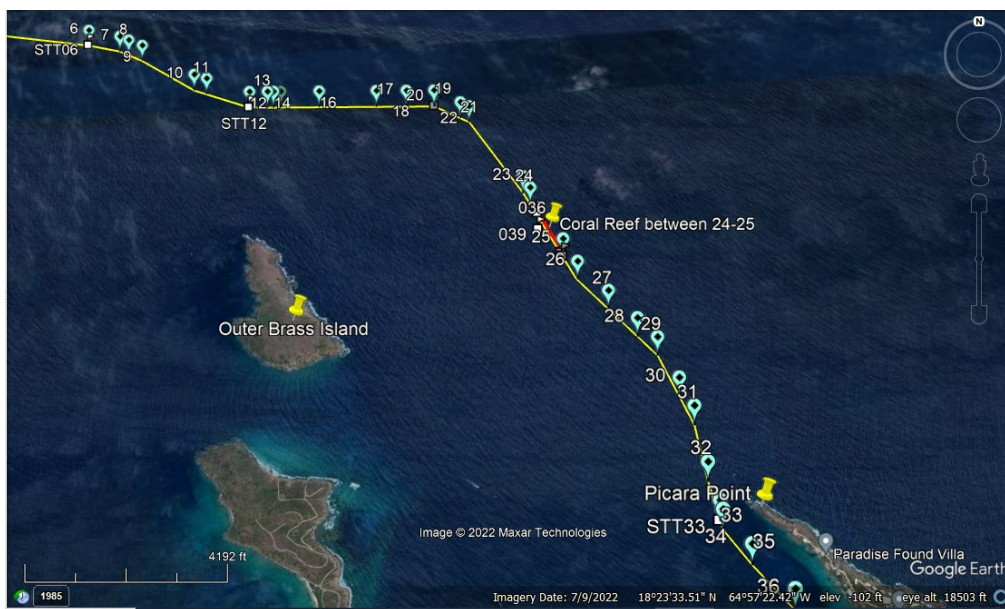 N
6
7
8
9
STT06
10
11
13
12
14
STT12
16
17
18
19
20
21
22
23
24
036
039
25
Coral Reef between 24-25
26
27
28
29
Outer Brass Island
30
31
32
Picara Point
33
STT33
34
35
36
Paradise Found Villa
Image © 2022 Maxar Technologies
Google Earth
4192 ft
1985
Imagery Date: 7/9/2022 18°23'33.51" N 64°57'22.42" W elev -102 ft eye alt 18503 ft